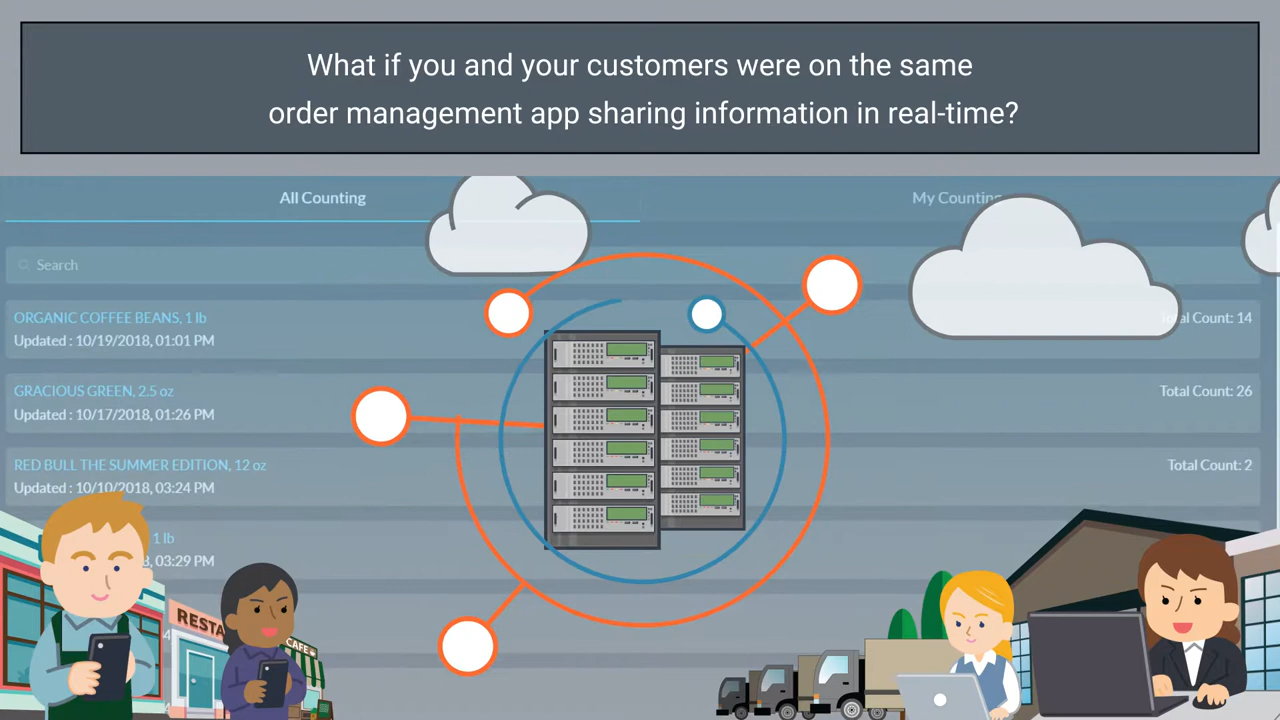 What if you and your customers were on the same
order management app sharing information in real-time?
All Counting
My Counting
Search
ORGANIC COFFEE BEANS, 1 lb
Total Count: 14
Updated : 10/19/2018, 01:01 PM
GRACIOUS GREEN, 2.5 oz
Total Count: 26
Updated : 10/17/2018, 01:26 PM
RED BULL THE SUMMER EDITION, 12 oz
Total Count: 2
Updated : 10/10/2018, 03:24 PM
1 lb
03:29 PM
RESTA
CAFE